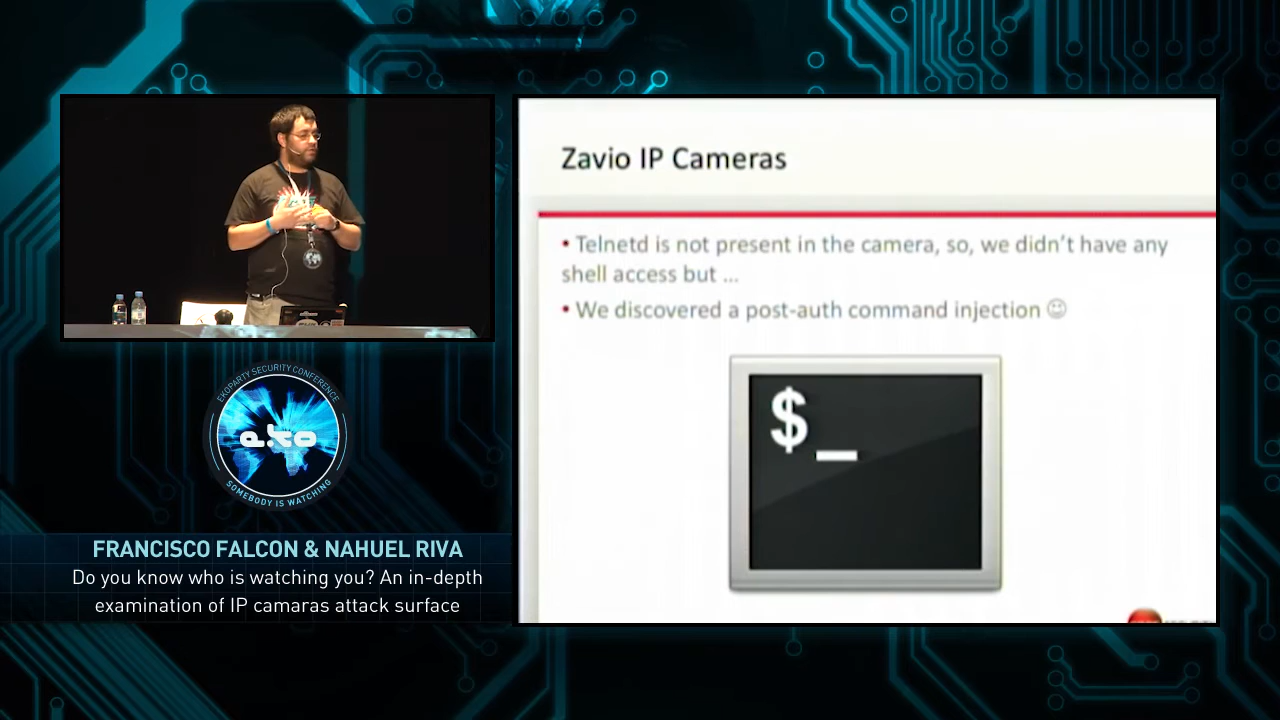 Zavio IP Cameras
• Telnetd is not present in the camera, so, we didn't have any
shell access but ...
• We discovered a post-auth command injection ☺
$_
EKOPARTY SECURITY CONFERENCE
eko
SOMEBODY IS WATCHING
FRANCISCO FALCON & NAHUEL RIVA
Do you know who is watching you? An in-depth
examination of IP camaras attack surface